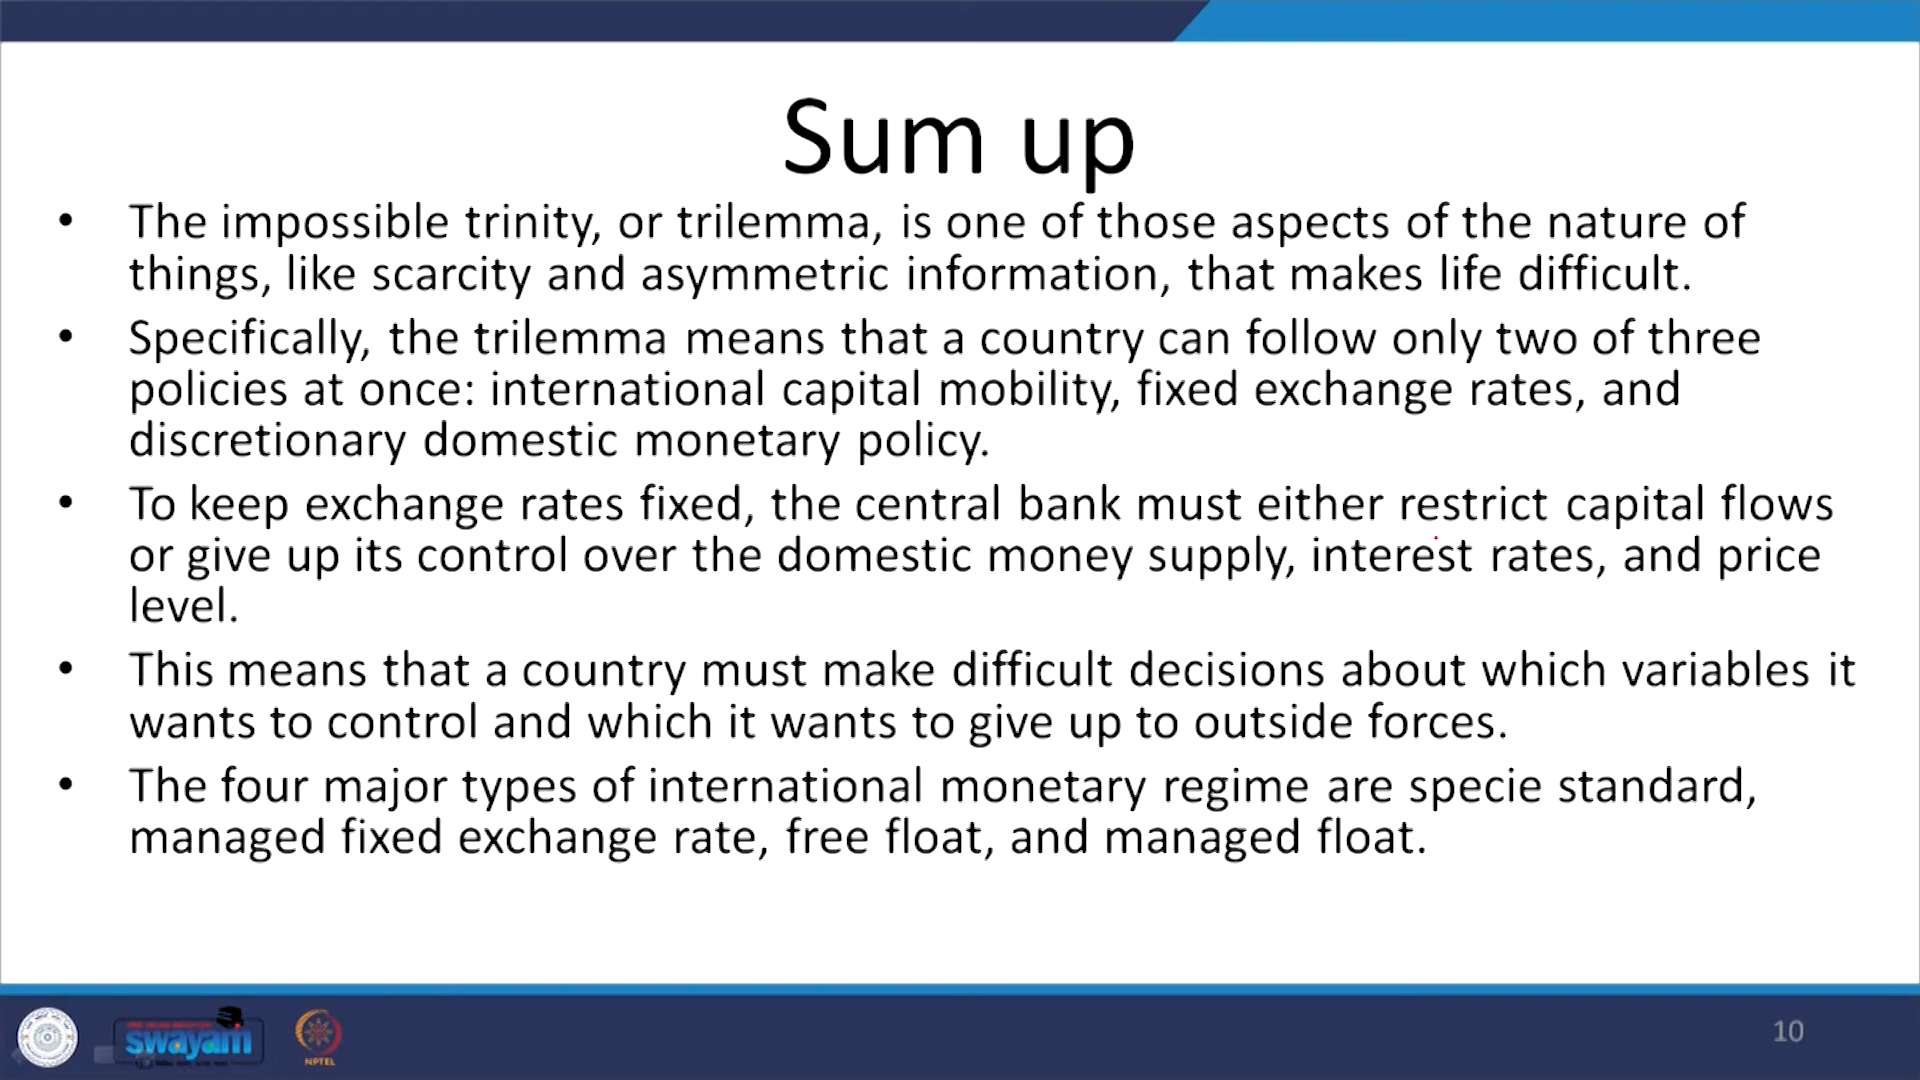 Sum up
• The impossible trinity, or trilemma, is one of those aspects of the nature of
things, like scarcity and asymmetric information, that makes life difficult.
• Specifically, the trilemma means that a country can follow only two of three
policies at once: international capital mobility, fixed exchange rates, and
discretionary domestic monetary policy.
• To keep exchange rates fixed, the central bank must either restrict capital flows
or give up its control over the domestic money supply, interest rates, and price
level.
• This means that a country must make difficult decisions about which variables it
wants to control and which it wants to give up to outside forces.
• The four major types of international monetary regime are specie standard,
managed fixed exchange rate, free float, and managed float.
swayam
NPTEL
10